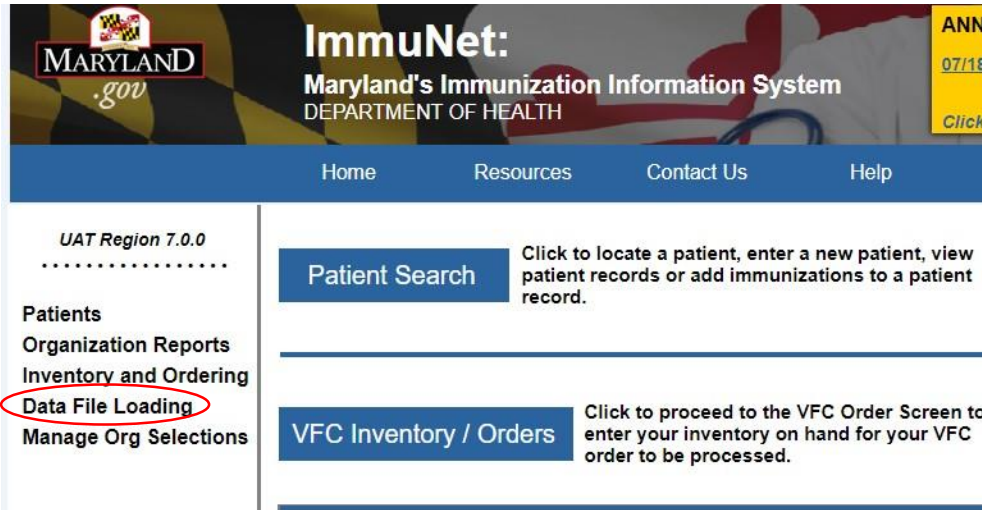 MARYLAND
.gov
ImmuNet:
Maryland's Immunization Information System
DEPARTMENT OF HEALTH
ANN
07/18
Click
Home Resources Contact Us Help
UAT Region 7.0.0
Patients
Organization Reports
Inventory and Ordering
Data File Loading
Manage Org Selections
Patient Search
Click to locate a patient, enter a new patient, view
patient records or add immunizations to a patient
record.
VFC Inventory / Orders
Click to proceed to the VFC Order Screen to
enter your inventory on hand for your VFC
order to be processed.